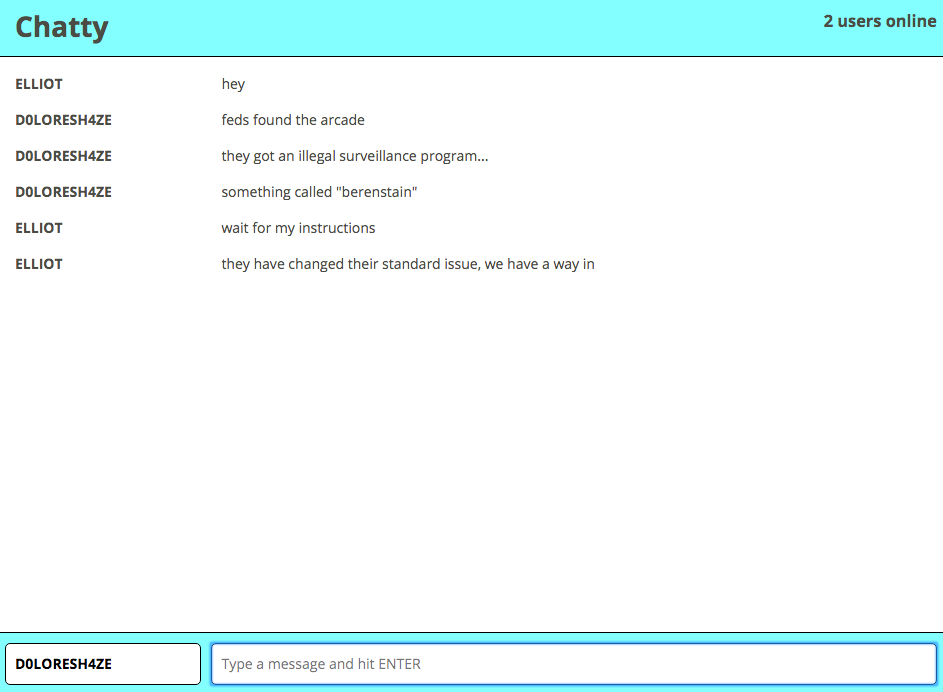 Chatty
2 users online
ELLIOT hey
D0LORESH4ZE feds found the arcade
D0LORESH4ZE they got an illegal surveillance program...
D0LORESH4ZE something called "berenstain"
ELLIOT wait for my instructions
ELLIOT they have changed their standard issue, we have a way in
D0LORESH4ZE Type a message and hit ENTER